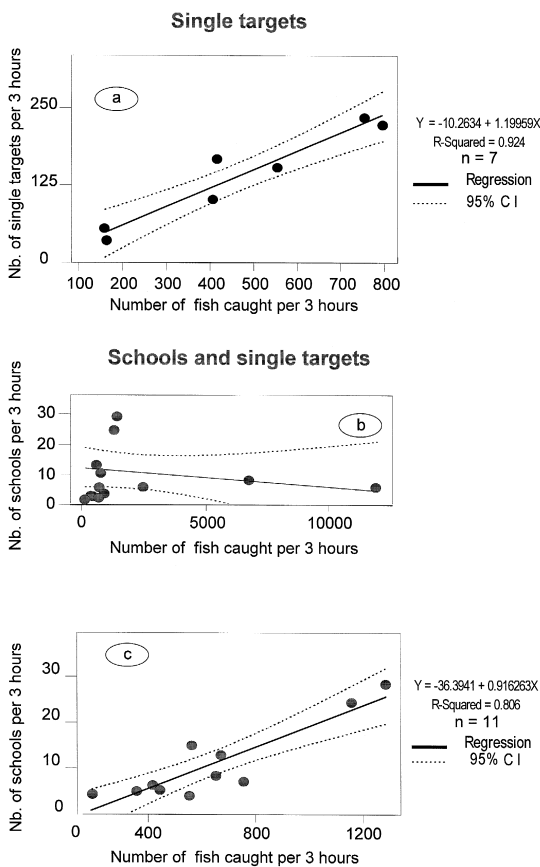 Single targets
Nb. of single targets per 3 hours
a
250
125
0
100 200 300 400 500 600 700 800
Number of fish caught per 3 hours
Y = -10.2634 + 1.19959X
R-Squared = 0.924
n = 7
Regression
95% C I
Schools and single targets
Nb. of schools per 3 hours
b
30
20
10
0
0 5000 10000
Number of fish caught per 3 hours
Nb. of schools per 3 hours
c
30
20
10
0
400 800 1200
Number of fish caught per 3 hours
Y = -36.3941 + 0.916263X
R-Squared = 0.806
n = 11
Regression
95% C I